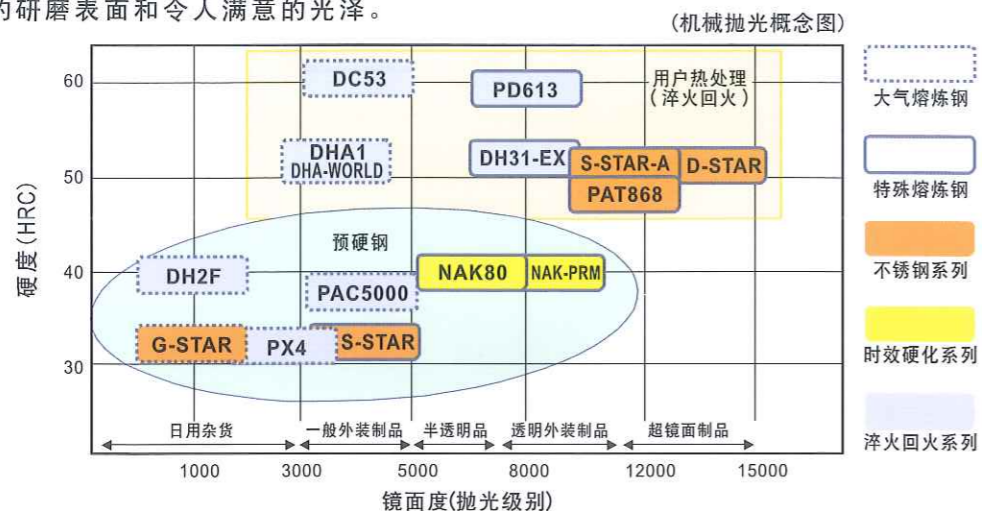 的研磨表面和令人满意的光泽。
(机械抛光概念图)
硬度(HRC)
60
50
40
30
DC53
PD613
用户热处理
(淬火回火)
DHA1
DHA-WORLD
DH31-EX
S-STAR-A
D-STAR
PAT868
预硬钢
DH2F
PAC5000
NAK80
NAK-PRM
G-STAR
PX4
S-STAR
日用杂货
一般外装制品
半透明品
透明外装制品
超镜面制品
1000
3000
5000
8000
12000
15000
镜面度(抛光级别)
大气熔炼钢
特殊熔炼钢
不锈钢系列
时效硬化系列
淬火回火系列